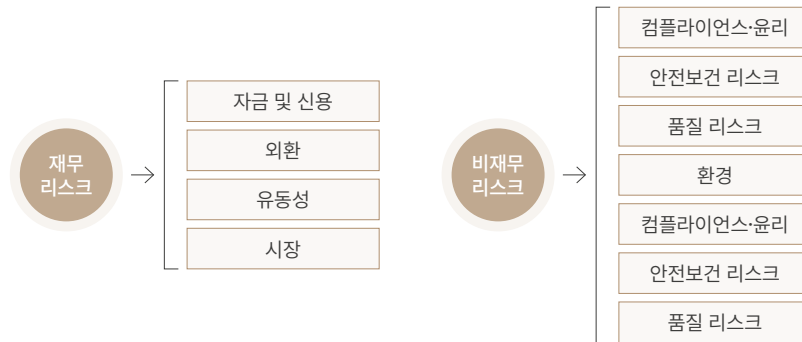 재무
리스크
자금 및 신용
외환
유동성
시장
비재무
리스크
컴플라이언스·윤리
안전보건 리스크
품질 리스크
환경
컴플라이언스·윤리
안전보건 리스크
품질 리스크